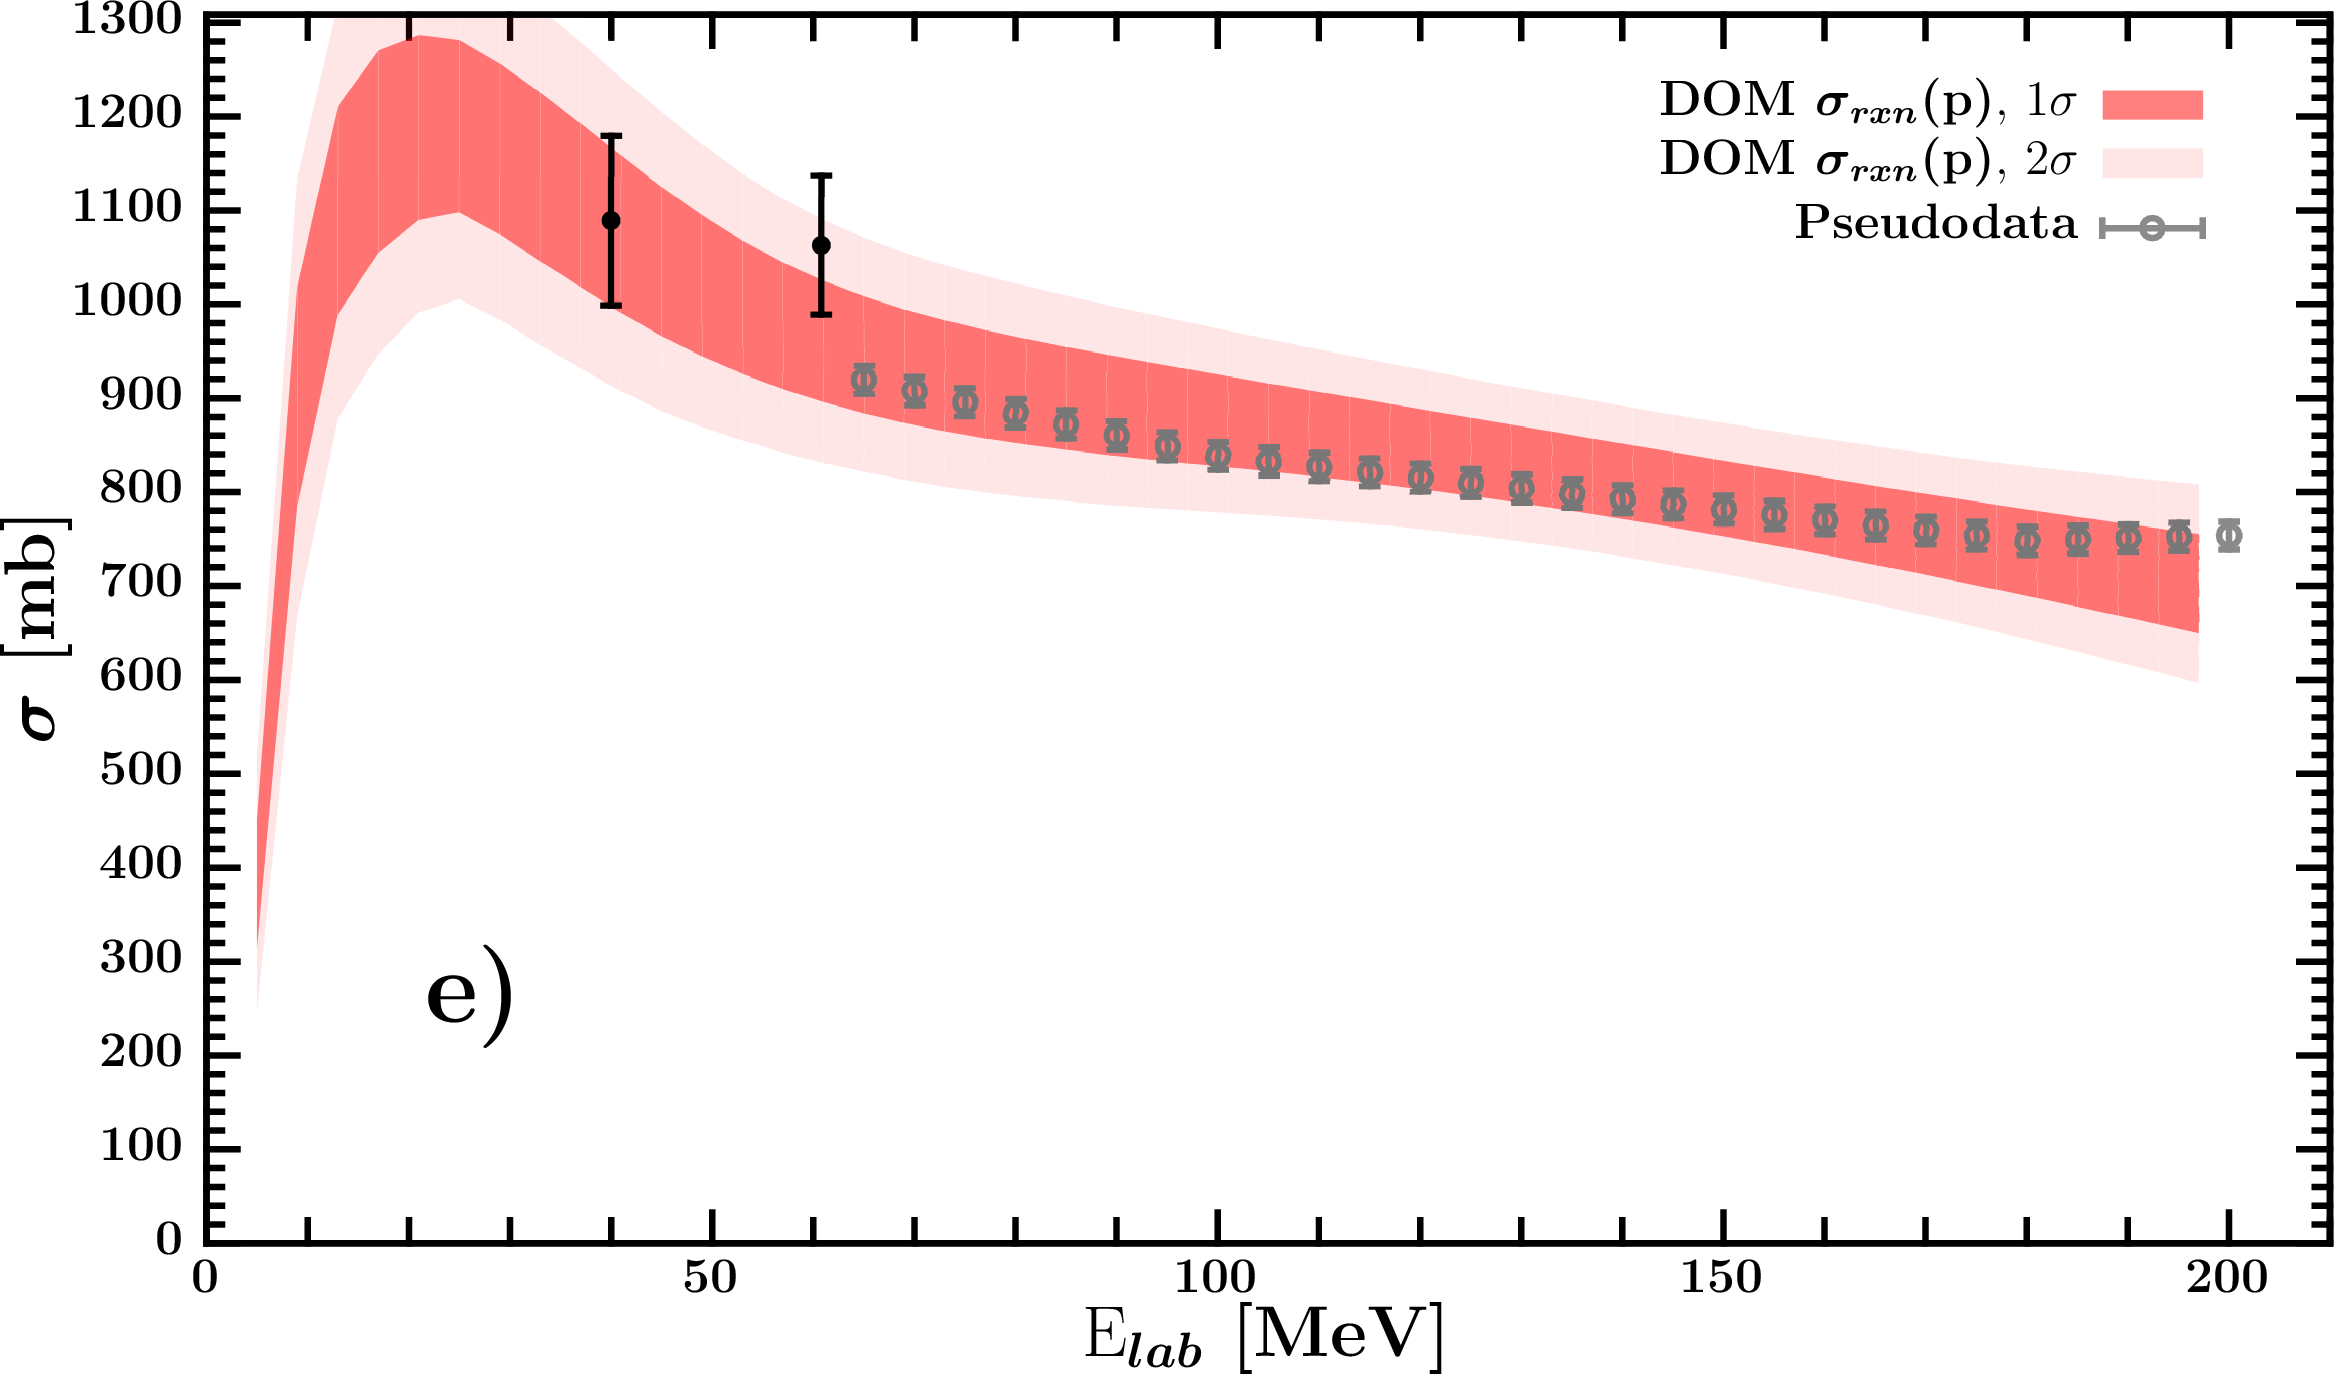 1300
1200
1100
1000
900
800
700
600
500
400
300
200
100
0
σ [mb]
DOM σrxn(p), 1σ
DOM σrxn(p), 2σ
Pseudodata
e)
0 50 100 150 200
Elab [MeV]